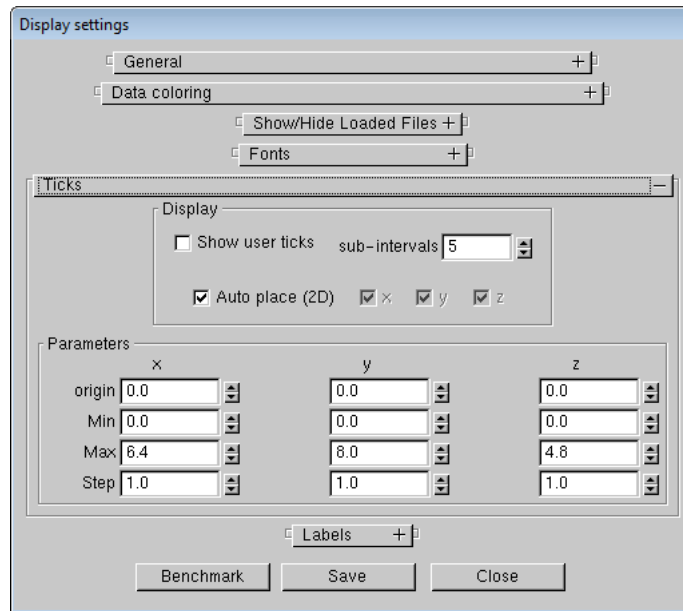 Display settings
General +
Data coloring +
Show/Hide Loaded Files +
Fonts +
Ticks −
Display
Show user ticks sub-intervals 5
Auto place (2D) x y z
Parameters
x y z
origin 0.0 0.0 0.0
Min 0.0 0.0 0.0
Max 6.4 8.0 4.8
Step 1.0 1.0 1.0
Labels +
Benchmark Save Close